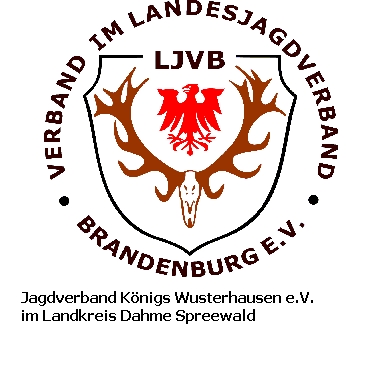 VERBAND IM LANDESJAGDVERBAND
LJVB
• BRANDENBURG E.V. •
Jagdverband Königs Wusterhausen e.V.
im Landkreis Dahme Spreewald